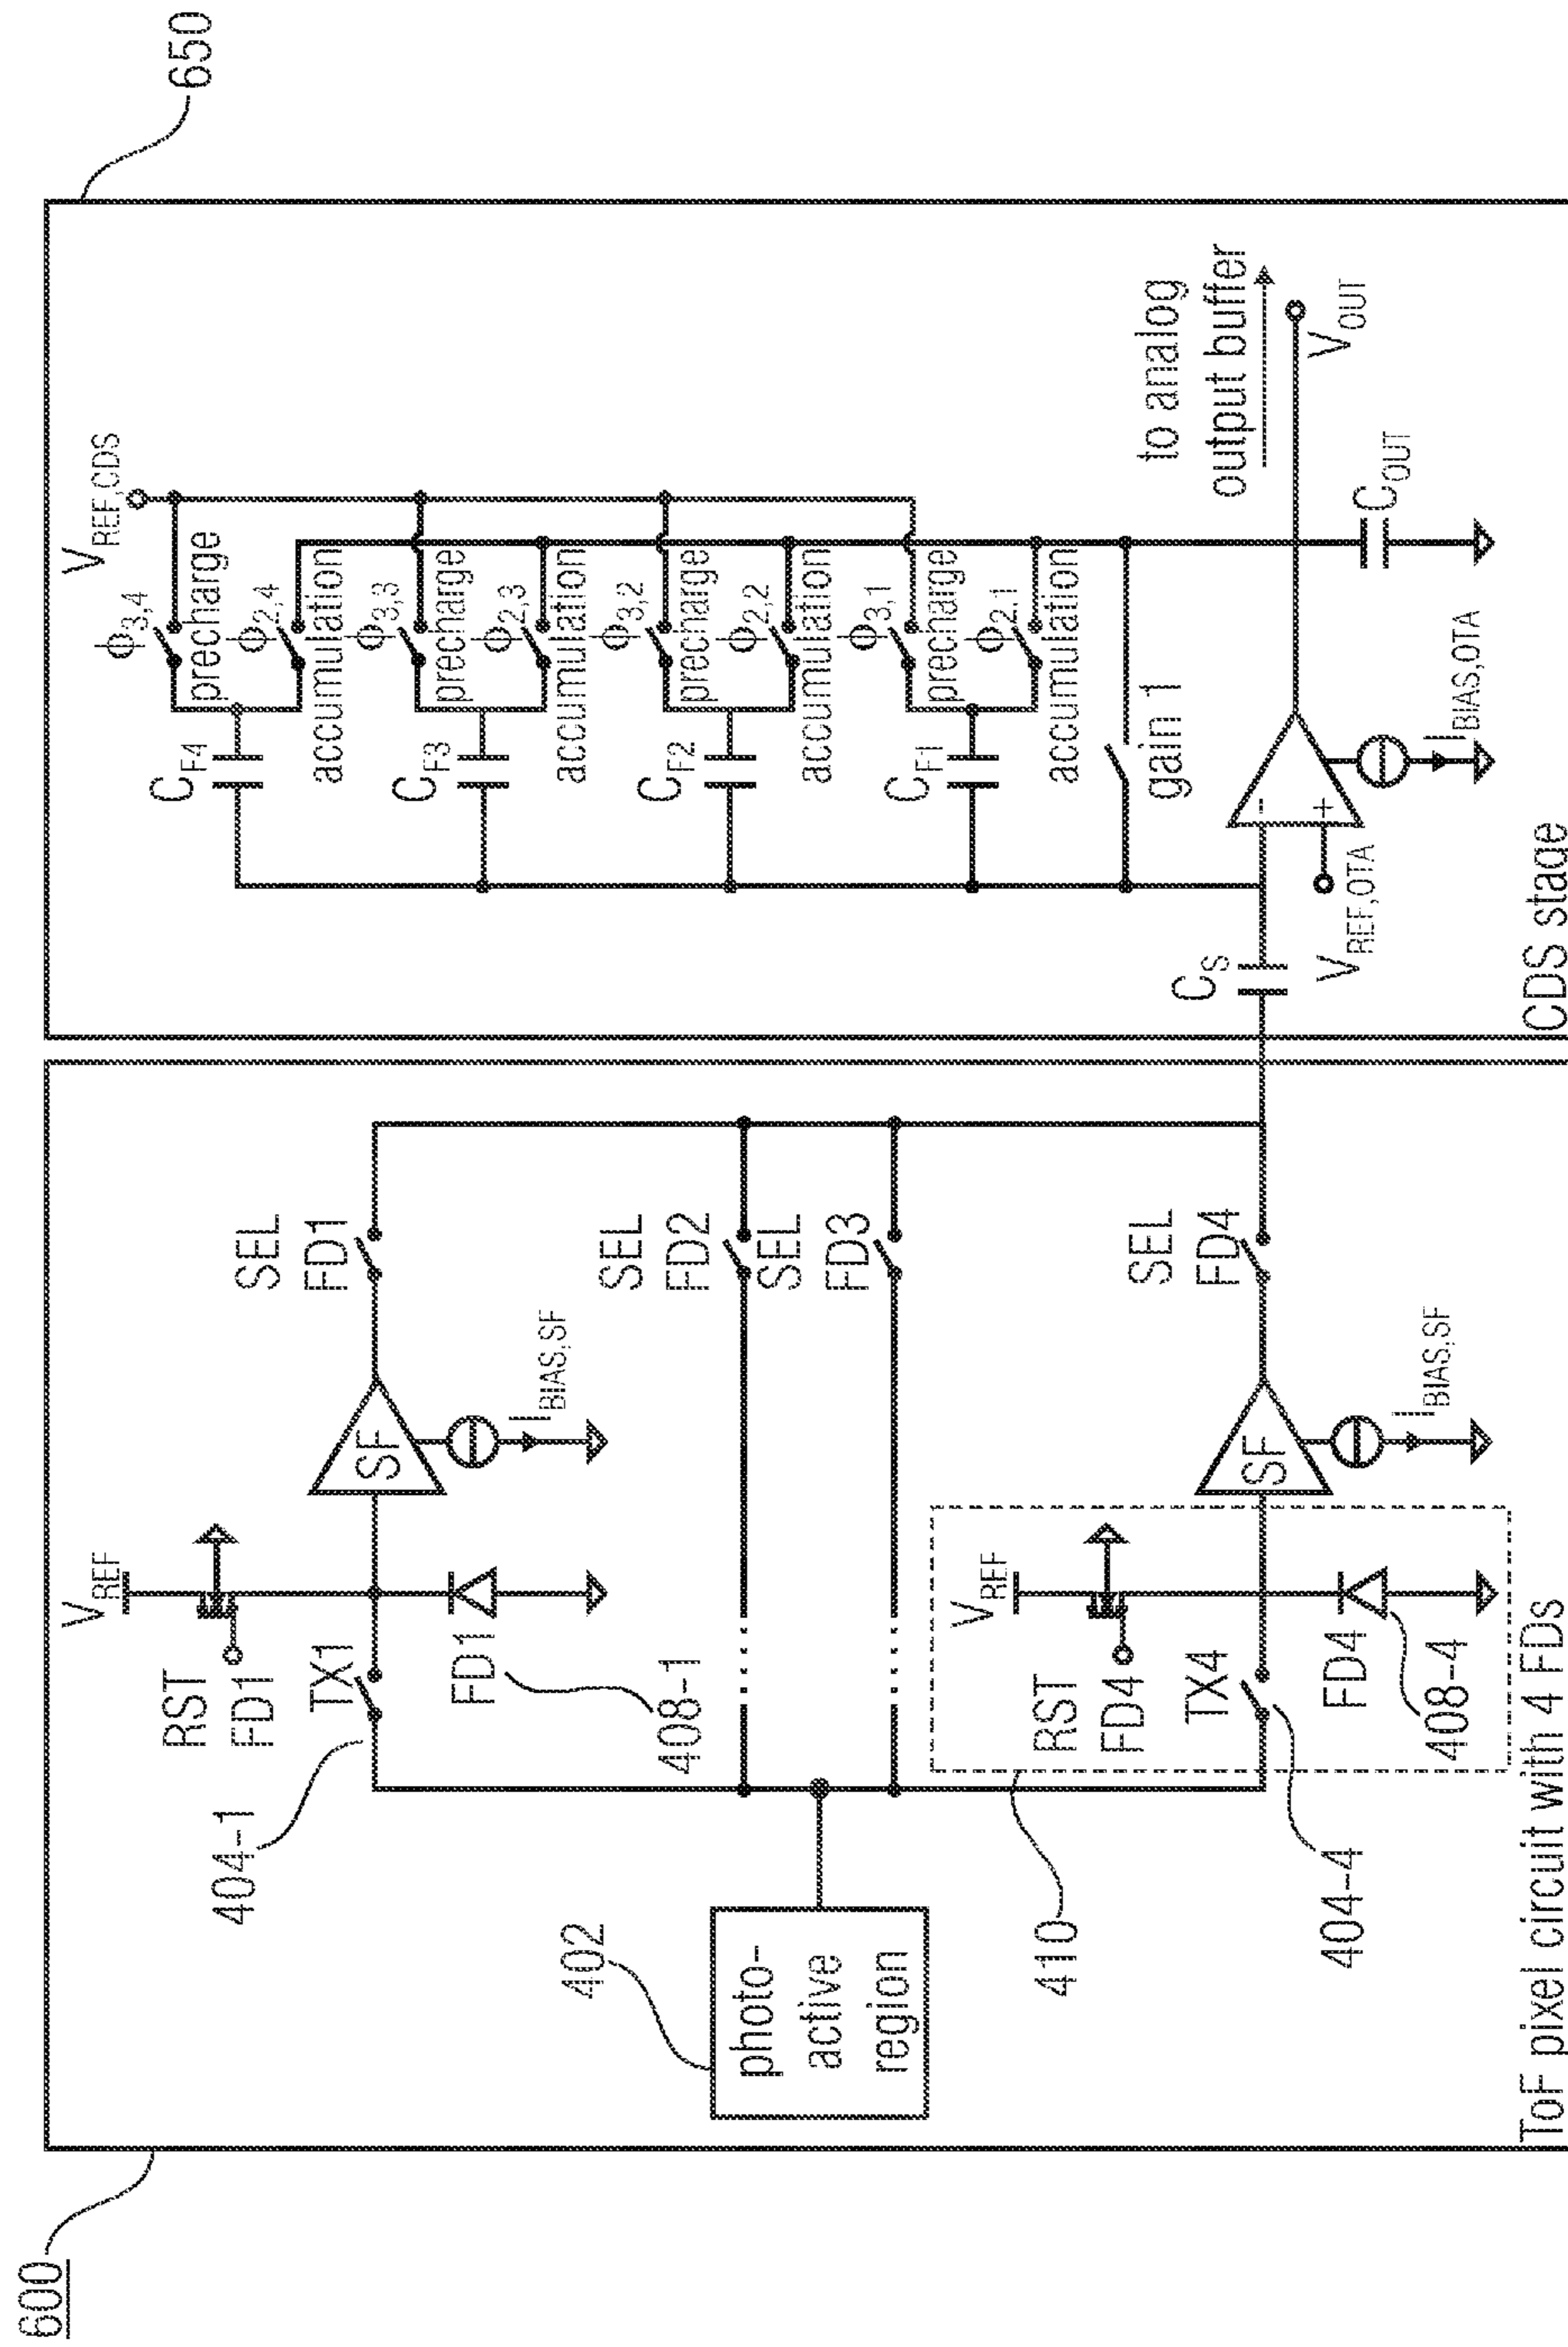 600
650
404-1
RST
FD1
V_REF
TX1
FD1
408-1
SF
I_BIAS,SF
SEL
FD1
SEL
FD2
SEL
FD3
402
photo-
active
region
410
404-4
RST
FD4
V_REF
TX4
FD4
408-4
SF
I_BIAS,SF
SEL
FD4
ToF pixel circuit with 4 FDs
V_REF,CDS
C_F4
ϕ_3,4
precharge
ϕ_2,4
accumulation
C_F3
ϕ_3,3
precharge
ϕ_2,3
accumulation
C_F2
ϕ_3,2
precharge
ϕ_2,2
accumulation
C_F1
ϕ_3,1
precharge
ϕ_2,1
accumulation
gain 1
C_S
-
+
V_REF,OTA
I_BIAS,OTA
C_OUT
to analog
output buffer
V_OUT
CDS stage